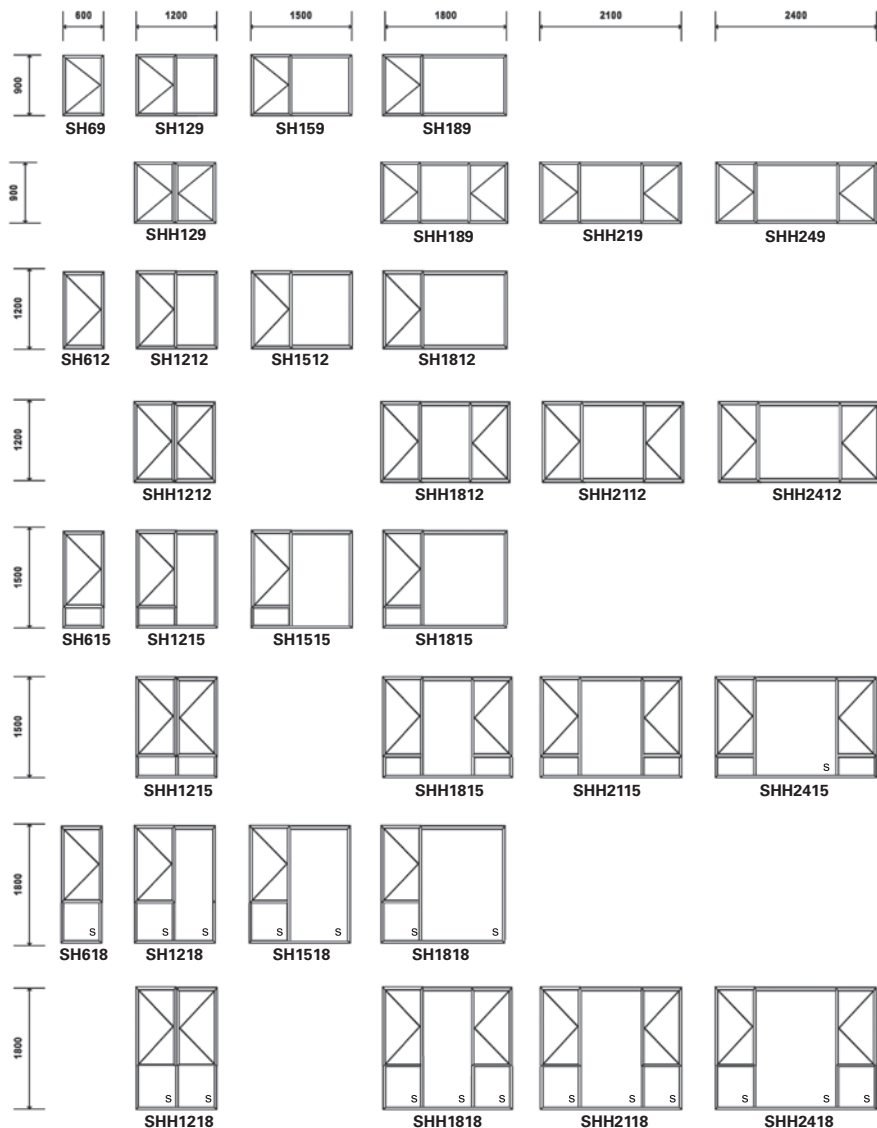 600 1200 1500 1800 2100 2400
900
SH69 SH129 SH159 SH189
900
SHH129 SHH189 SHH219 SHH249
1200
SH612 SH1212 SH1512 SH1812
1200
SHH1212 SHH1812 SHH2112 SHH2412
1500
SH615 SH1215 SH1515 SH1815
1500
S
SHH1215 SHH1815 SHH2115 SHH2415
1800
S S S S S S S
SH618 SH1218 SH1518 SH1818
1800
S S S S S S S S S S S
SHH1218 SHH1818 SHH2118 SHH2418